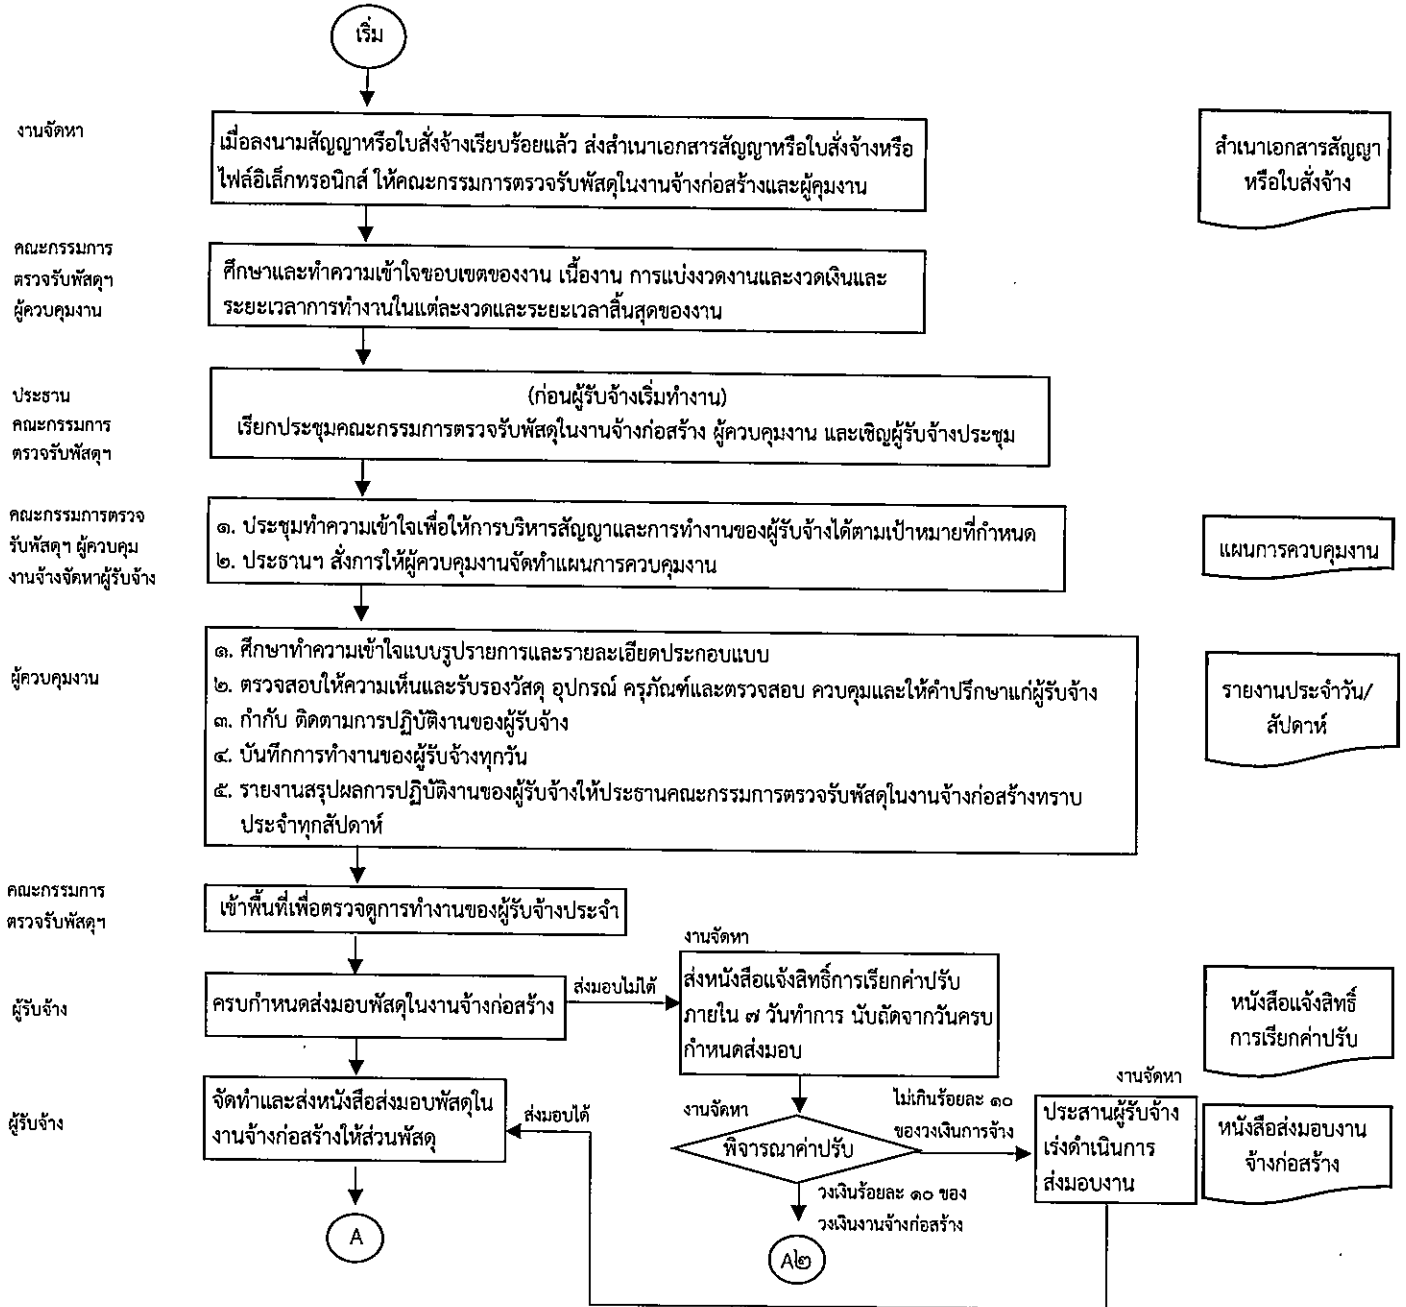 เริ่ม
งานจัดหา
เมื่อลงนามสัญญาหรือใบสั่งจ้างเรียบร้อยแล้ว ส่งสำเนาเอกสารสัญญาหรือใบสั่งจ้างหรือ
ไฟล์อิเล็กทรอนิกส์ ให้คณะกรรมการตรวจรับพัสดุในงานจ้างก่อสร้างและผู้คุมงาน
สำเนาเอกสารสัญญา
หรือใบสั่งจ้าง
คณะกรรมการ
ตรวจรับพัสดุฯ
ผู้ควบคุมงาน
ศึกษาและทำความเข้าใจขอบเขตของงาน เนื้องาน การแบ่งงวดงานและงวดเงินและ
ระยะเวลาการทำงานในแต่ละงวดและระยะเวลาสิ้นสุดของงาน
ประธาน
คณะกรรมการ
ตรวจรับพัสดุฯ
(ก่อนผู้รับจ้างเริ่มทำงาน)
เรียกประชุมคณะกรรมการตรวจรับพัสดุในงานจ้างก่อสร้าง ผู้ควบคุมงาน และเชิญผู้รับจ้างประชุม
คณะกรรมการตรวจ
รับพัสดุฯ ผู้ควบคุม
งานจ้างจัดหาผู้รับจ้าง
๑. ประชุมทำความเข้าใจเพื่อให้การบริหารสัญญาและการทำงานของผู้รับจ้างได้ตามเป้าหมายที่กำหนด
๒. ประธานฯ สั่งการให้ผู้ควบคุมงานจัดทำแผนการควบคุมงาน
แผนการควบคุมงาน
ผู้ควบคุมงาน
๑. ศึกษาทำความเข้าใจแบบรูปรายการและรายละเอียดประกอบแบบ
๒. ตรวจสอบให้ความเห็นและรับรองวัสดุ อุปกรณ์ ครุภัณฑ์และตรวจสอบ ควบคุมและให้คำปรึกษาแก่ผู้รับจ้าง
๓. กำกับ ติดตามการปฏิบัติงานของผู้รับจ้าง
๔. บันทึกการทำงานของผู้รับจ้างทุกวัน
๕. รายงานสรุปผลการปฏิบัติงานของผู้รับจ้างให้ประธานคณะกรรมการตรวจรับพัสดุในงานจ้างก่อสร้างทราบ
ประจำทุกสัปดาห์
รายงานประจำวัน/
สัปดาห์
คณะกรรมการ
ตรวจรับพัสดุฯ
เข้าพื้นที่เพื่อตรวจดูการทำงานของผู้รับจ้างประจำ
ผู้รับจ้าง
ครบกำหนดส่งมอบพัสดุในงานจ้างก่อสร้าง
ส่งมอบไม่ได้
งานจัดหา
ส่งหนังสือแจ้งสิทธิ์การเรียกค่าปรับ
ภายใน ๗ วันทำการ นับถัดจากวันครบ
กำหนดส่งมอบ
หนังสือแจ้งสิทธิ์
การเรียกค่าปรับ
ผู้รับจ้าง
จัดทำและส่งหนังสือส่งมอบพัสดุใน
งานจ้างก่อสร้างให้ส่วนพัสดุ
ส่งมอบได้
งานจัดหา
พิจารณาค่าปรับ
ไม่เกินร้อยละ ๑๐
ของวงเงินการจ้าง
งานจัดหา
ประสานผู้รับจ้าง
เร่งดำเนินการ
ส่งมอบงาน
หนังสือส่งมอบงาน
จ้างก่อสร้าง
วงเงินร้อยละ ๑๐ ของ
วงเงินงานจ้างก่อสร้าง
A
A๒